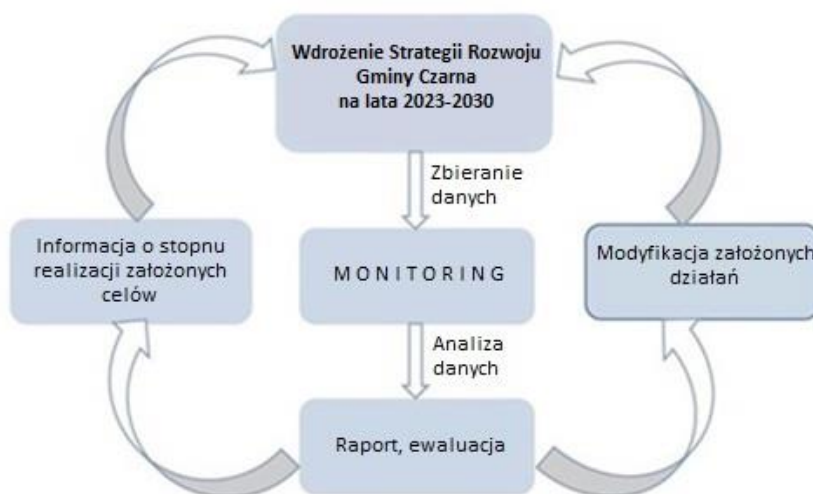 Wdrożenie Strategii Rozwoju
Gminy Czarna
na lata 2023-2030
Zbieranie
danych
Informacja o stopnu
realizacji założonych
celów
M O N I T O R I N G
Modyfikacja założonych
działań
Analiza
danych
Raport, ewaluacja